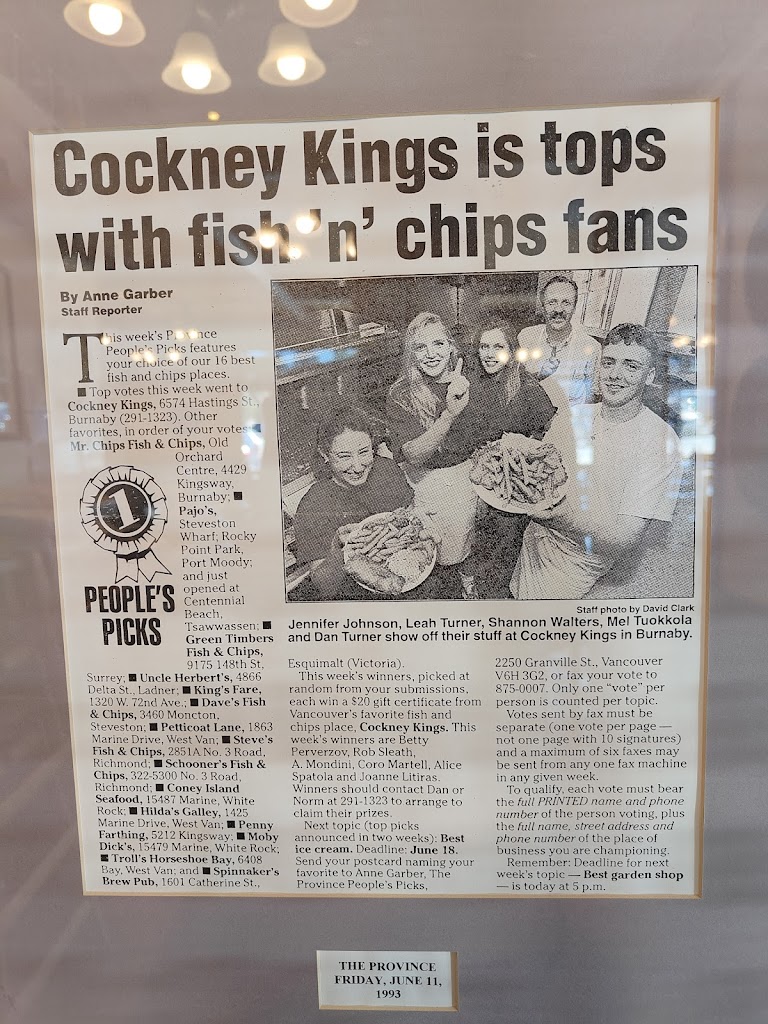 Cockney Kings is tops
with fish 'n' chips fans
By Anne Garber
Staff Reporter
This week's Province
People's Picks features
your choice of our 16 best
fish and chips places.
■ Top votes this week went to
Cockney Kings, 6574 Hastings St.,
Burnaby (291-1323). Other
favorites, in order of your votes: ■
Mr. Chips Fish & Chips, Old
Orchard
Centre, 4429
Kingsway,
Burnaby; ■
Pajo's,
Steveston
Wharf; Rocky
Point Park,
Port Moody;
and just
opened at
Centennial
Beach,
Tsawwassen; ■
Green Timbers
Fish & Chips,
9175 148th St,
1
PEOPLE'S
PICKS
Surrey; ■ Uncle Herbert's, 4866
Delta St., Ladner; ■ King's Fare,
1320 W. 72nd Ave.; ■ Dave's Fish
& Chips, 3460 Moncton,
Steveston; ■ Petticoat Lane, 1863
Marine Drive, West Van; ■ Steve's
Fish & Chips, 2851A No. 3 Road,
Richmond; ■ Schooner's Fish &
Chips, 322-5300 No. 3 Road,
Richmond; ■ Coney Island
Seafood, 15487 Marine, White
Rock; ■ Hilda's Galley, 1425
Marine Drive, West Van; ■ Penny
Farthing, 5212 Kingsway; ■ Moby
Dick's, 15479 Marine, White Rock;
■ Troll's Horseshoe Bay, 6408
Bay, West Van; and ■ Spinnaker's
Brew Pub, 1601 Catherine St.,
Staff photo by David Clark
Jennifer Johnson, Leah Turner, Shannon Walters, Mel Tuokkola
and Dan Turner show off their stuff at Cockney Kings in Burnaby.
Esquimalt (Victoria).
This week's winners, picked at
random from your submissions,
each win a $20 gift certificate from
Vancouver's favorite fish and
chips place, Cockney Kings. This
week's winners are Betty
Perverzov, Rob Sleath,
A. Mondini, Coro Martell, Alice
Spatola and Joanne Litiras.
Winners should contact Dan or
Norm at 291-1323 to arrange to
claim their prizes.
Next topic (top picks
announced in two weeks): Best
ice cream. Deadline: June 18.
Send your postcard naming your
favorite to Anne Garber, The
Province People's Picks,
2250 Granville St., Vancouver
V6H 3G2, or fax your vote to
875-0007. Only one "vote" per
person is counted per topic.
Votes sent by fax must be
separate (one vote per page —
not one page with 10 signatures)
and a maximum of six faxes may
be sent from any one fax machine
in any given week.
To qualify, each vote must bear
the full PRINTED name and phone
number of the person voting, plus
the full name, street address and
phone number of the place of
business you are championing.
Remember: Deadline for next
week's topic — Best garden shop
— is today at 5 p.m.
THE PROVINCE
FRIDAY, JUNE 11,
1993